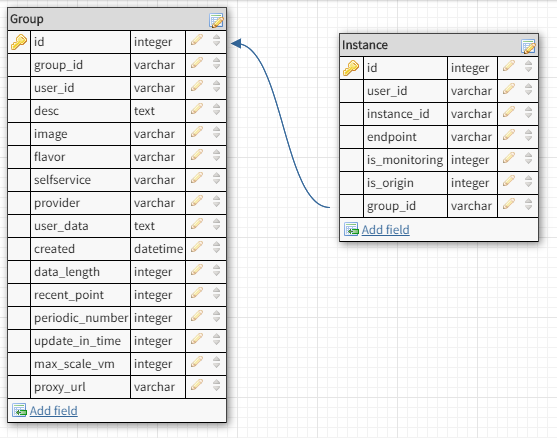 Group
id integer
group_id varchar
user_id varchar
desc text
image varchar
flavor varchar
selfservice varchar
provider varchar
user_data text
created datetime
data_length integer
recent_point integer
periodic_number integer
update_in_time integer
max_scale_vm integer
proxy_url varchar
Add field
Instance
id integer
user_id varchar
instance_id varchar
endpoint varchar
is_monitoring integer
is_origin integer
group_id varchar
Add field